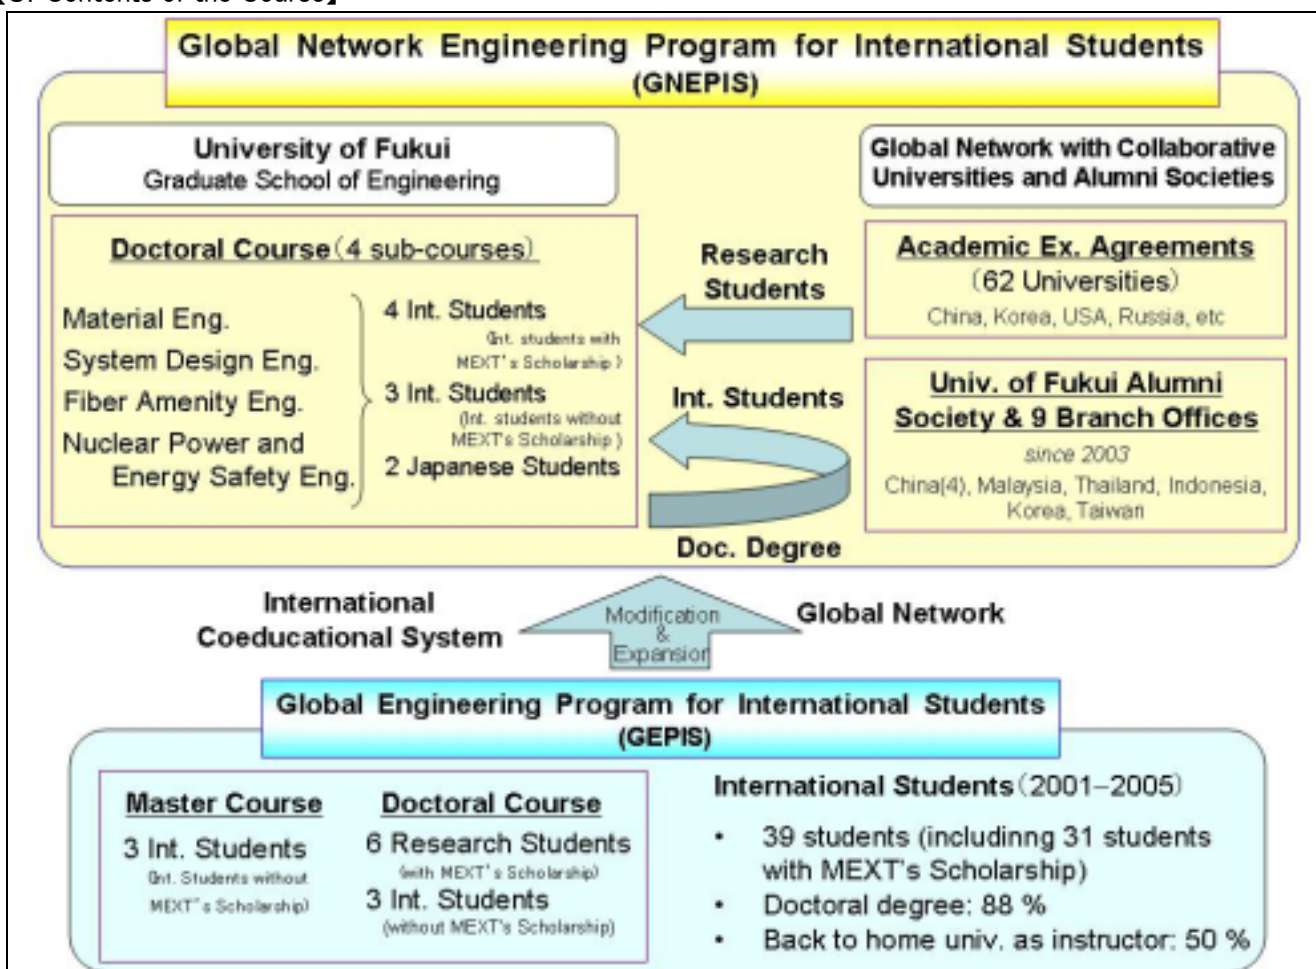 Contents of the Course】
Global Network Engineering Program for International Students
(GNEPIS)
University of Fukui
Graduate School of Engineering
Global Network with Collaborative
Universities and Alumni Societies
Doctoral Course(4 sub-courses)
Material Eng.
System Design Eng.
Fiber Amenity Eng.
Nuclear Power and
Energy Safety Eng.
4 Int. Students
(Int. students with
MEXT's Scholarship)
3 Int. Students
(Int. students without
MEXT's Scholarship)
2 Japanese Students
Research
Students
Int. Students
Doc. Degree
Academic Ex. Agreements
(62 Universities)
China, Korea, USA, Russia, etc
Univ. of Fukui Alumni
Society & 9 Branch Offices
since 2003
China(4), Malaysia, Thailand, Indonesia,
Korea, Taiwan
International
Coeducational System
Modification
&
Expansion
Global Network
Global Engineering Program for International Students
(GEPIS)
Master Course
3 Int. Students
(Int. Students without
MEXT's Scholarship)
Doctoral Course
6 Research Students
(with MEXT's Scholarship)
3 Int. Students
(without MEXT's Scholarship)
International Students(2001–2005)
• 39 students (includinng 31 students
with MEXT's Scholarship)
• Doctoral degree: 88 %
• Back to home univ. as instructor: 50 %